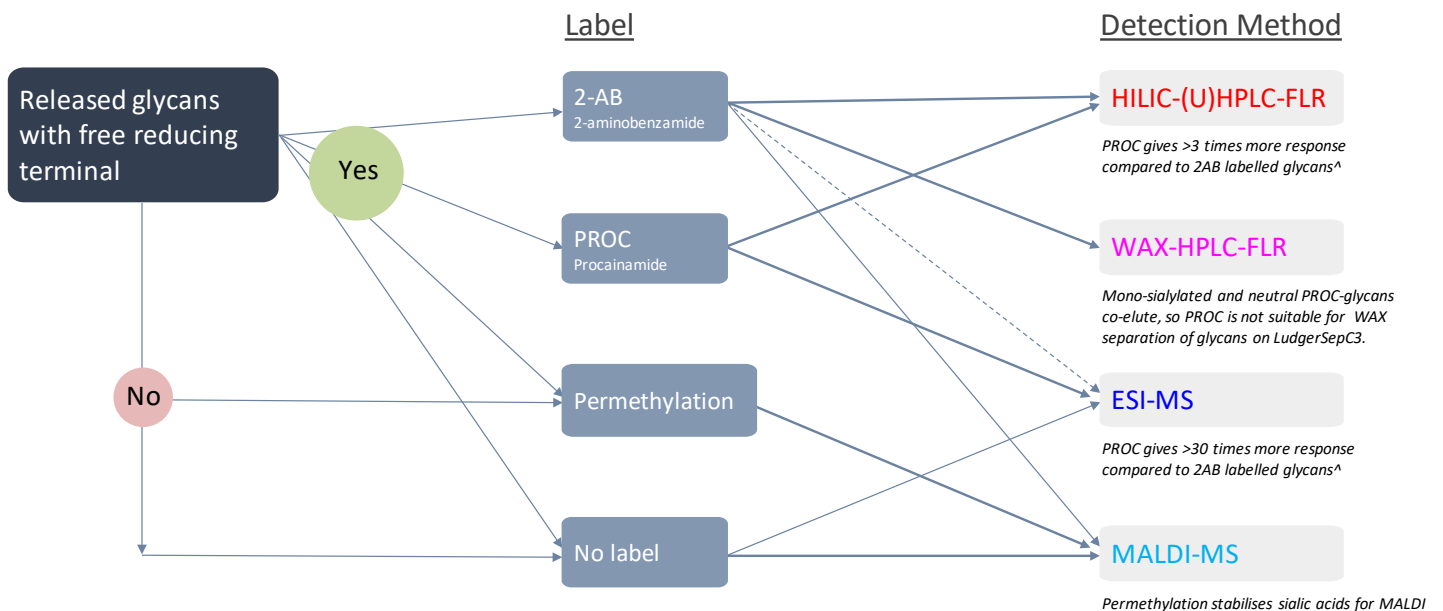 Label
Detection Method
Released glycans
with free reducing
terminal
Yes
No
2-AB
2-aminobenzamide
PROC
Procainamide
Permethylation
No label
HILIC-(U)HPLC-FLR
PROC gives >3 times more response
compared to 2AB labelled glycans^
WAX-HPLC-FLR
Mono-sialylated and neutral PROC-glycans
co-elute, so PROC is not suitable for WAX
separation of glycans on LudgerSepC3.
ESI-MS
PROC gives >30 times more response
compared to 2AB labelled glycans^
MALDI-MS
Permethylation stabilises sialic acids for MALDI